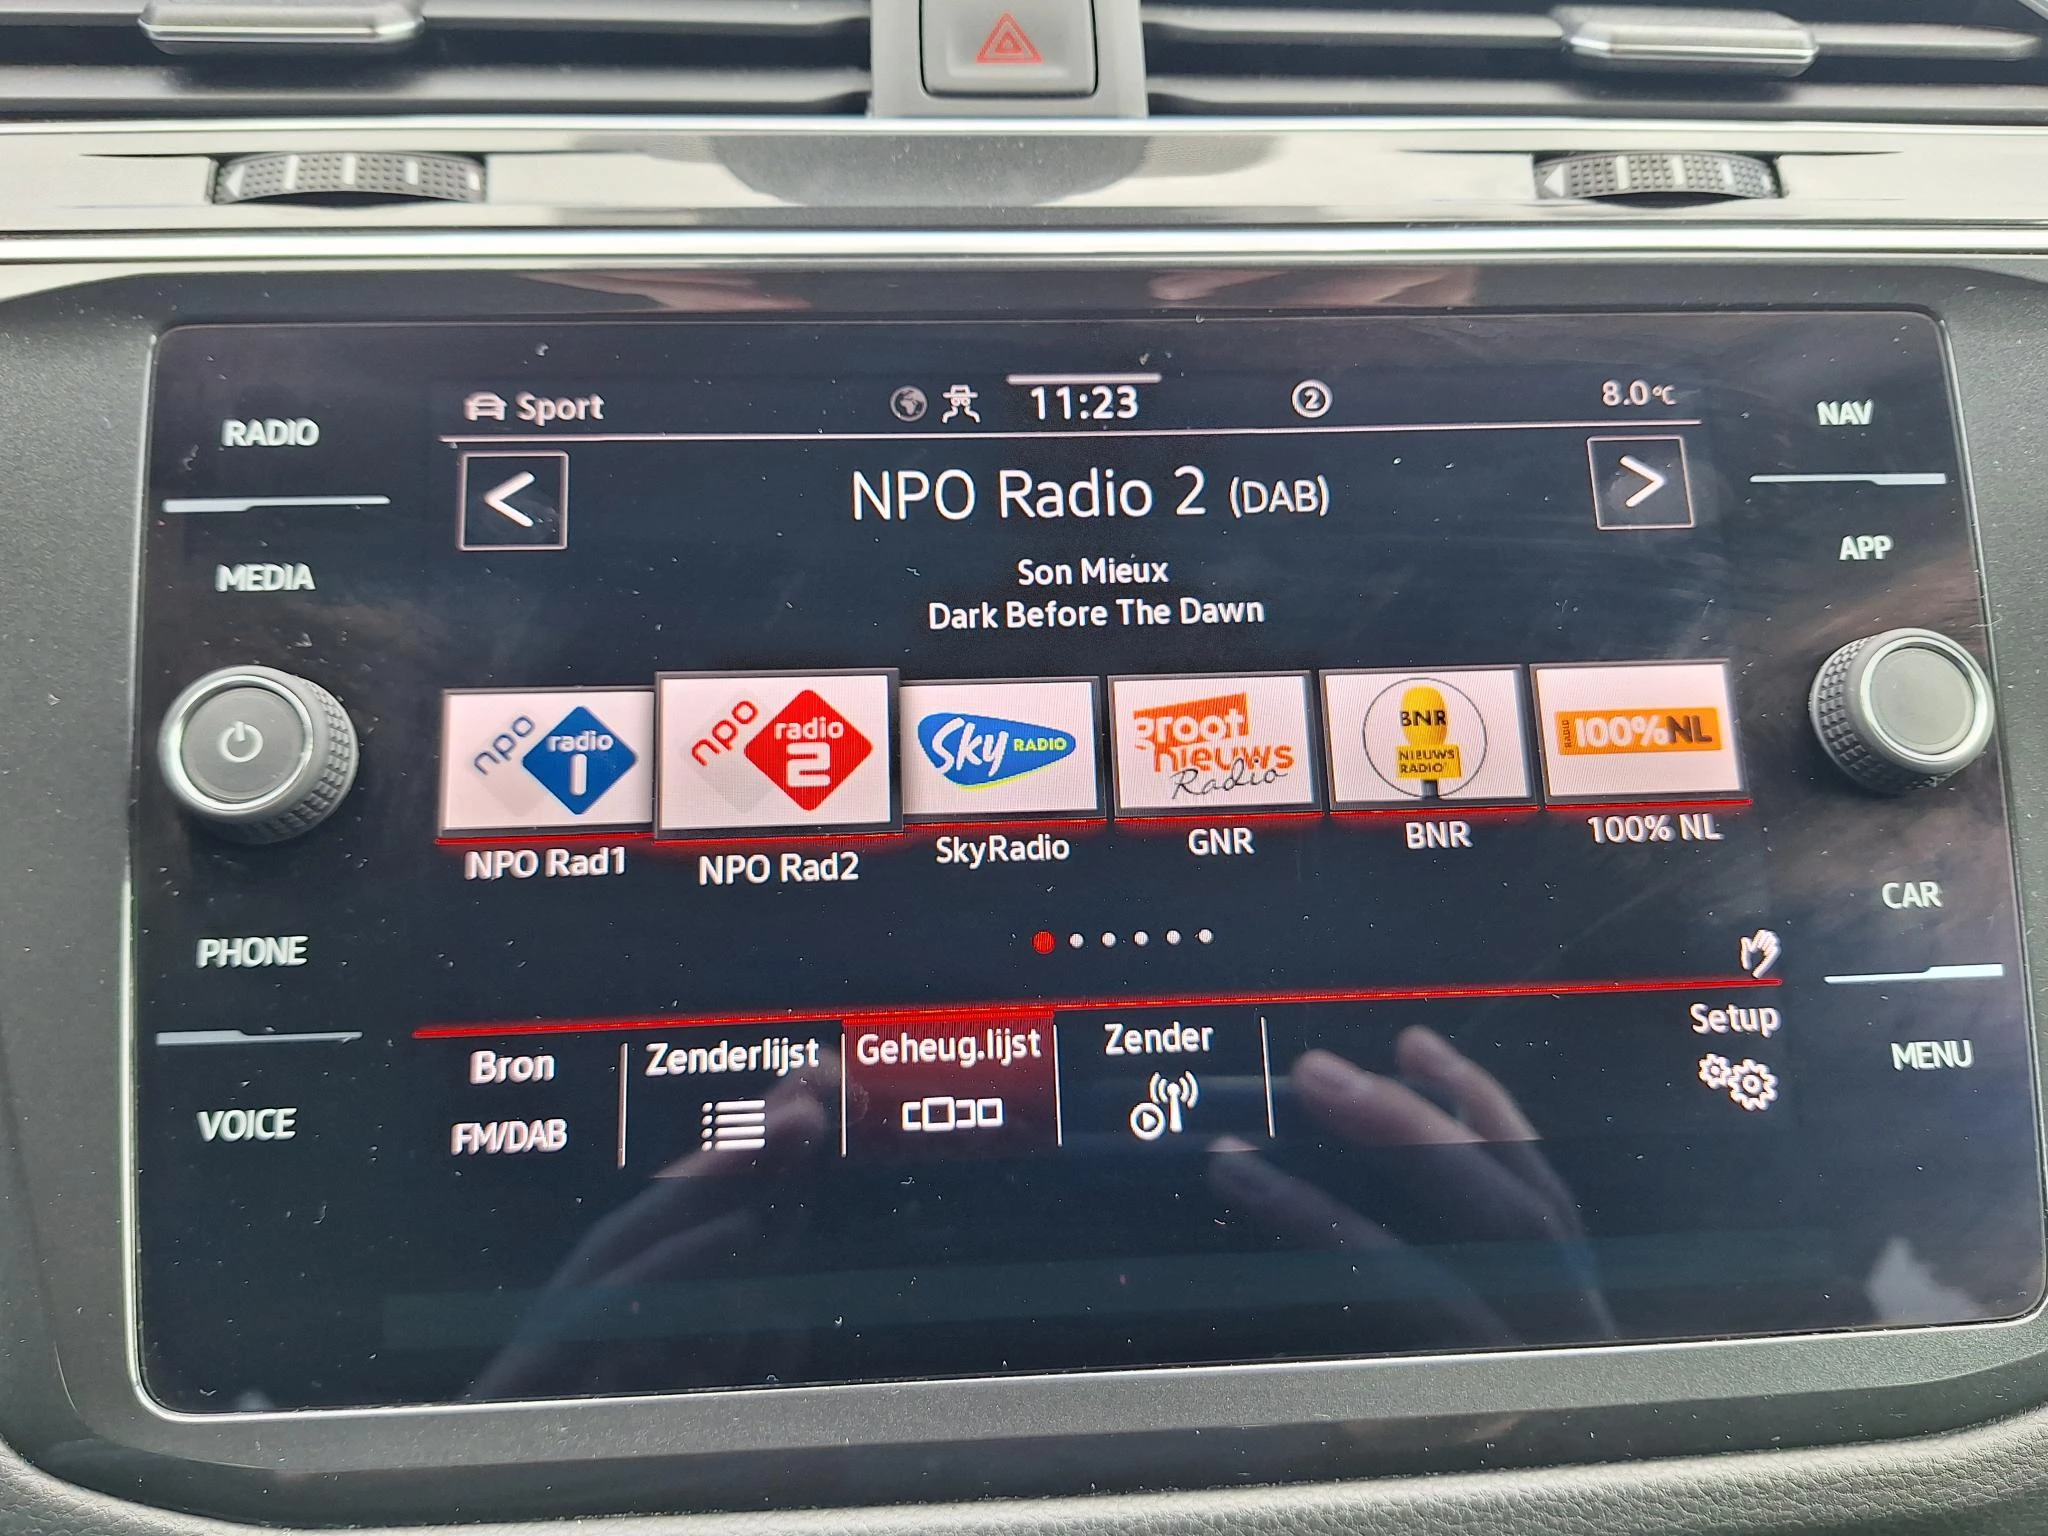 RADIO
MEDIA
PHONE
VOICE
Sport
11:23
2
8.0°C
NAV
APP
CAR
MENU
< NPO Radio 2 (DAB) >
Son Mieux
Dark Before The Dawn
npo radio 1
npo radio 2
Sky RADIO
groot
nieuws
Radio
BNR
NIEUWS
RADIO
RADIO 100%NL
NPO Rad1
NPO Rad2
SkyRadio
GNR
BNR
100% NL
Bron
FM/DAB
Zenderlijst
Geheug.lijst
Zender
Setup